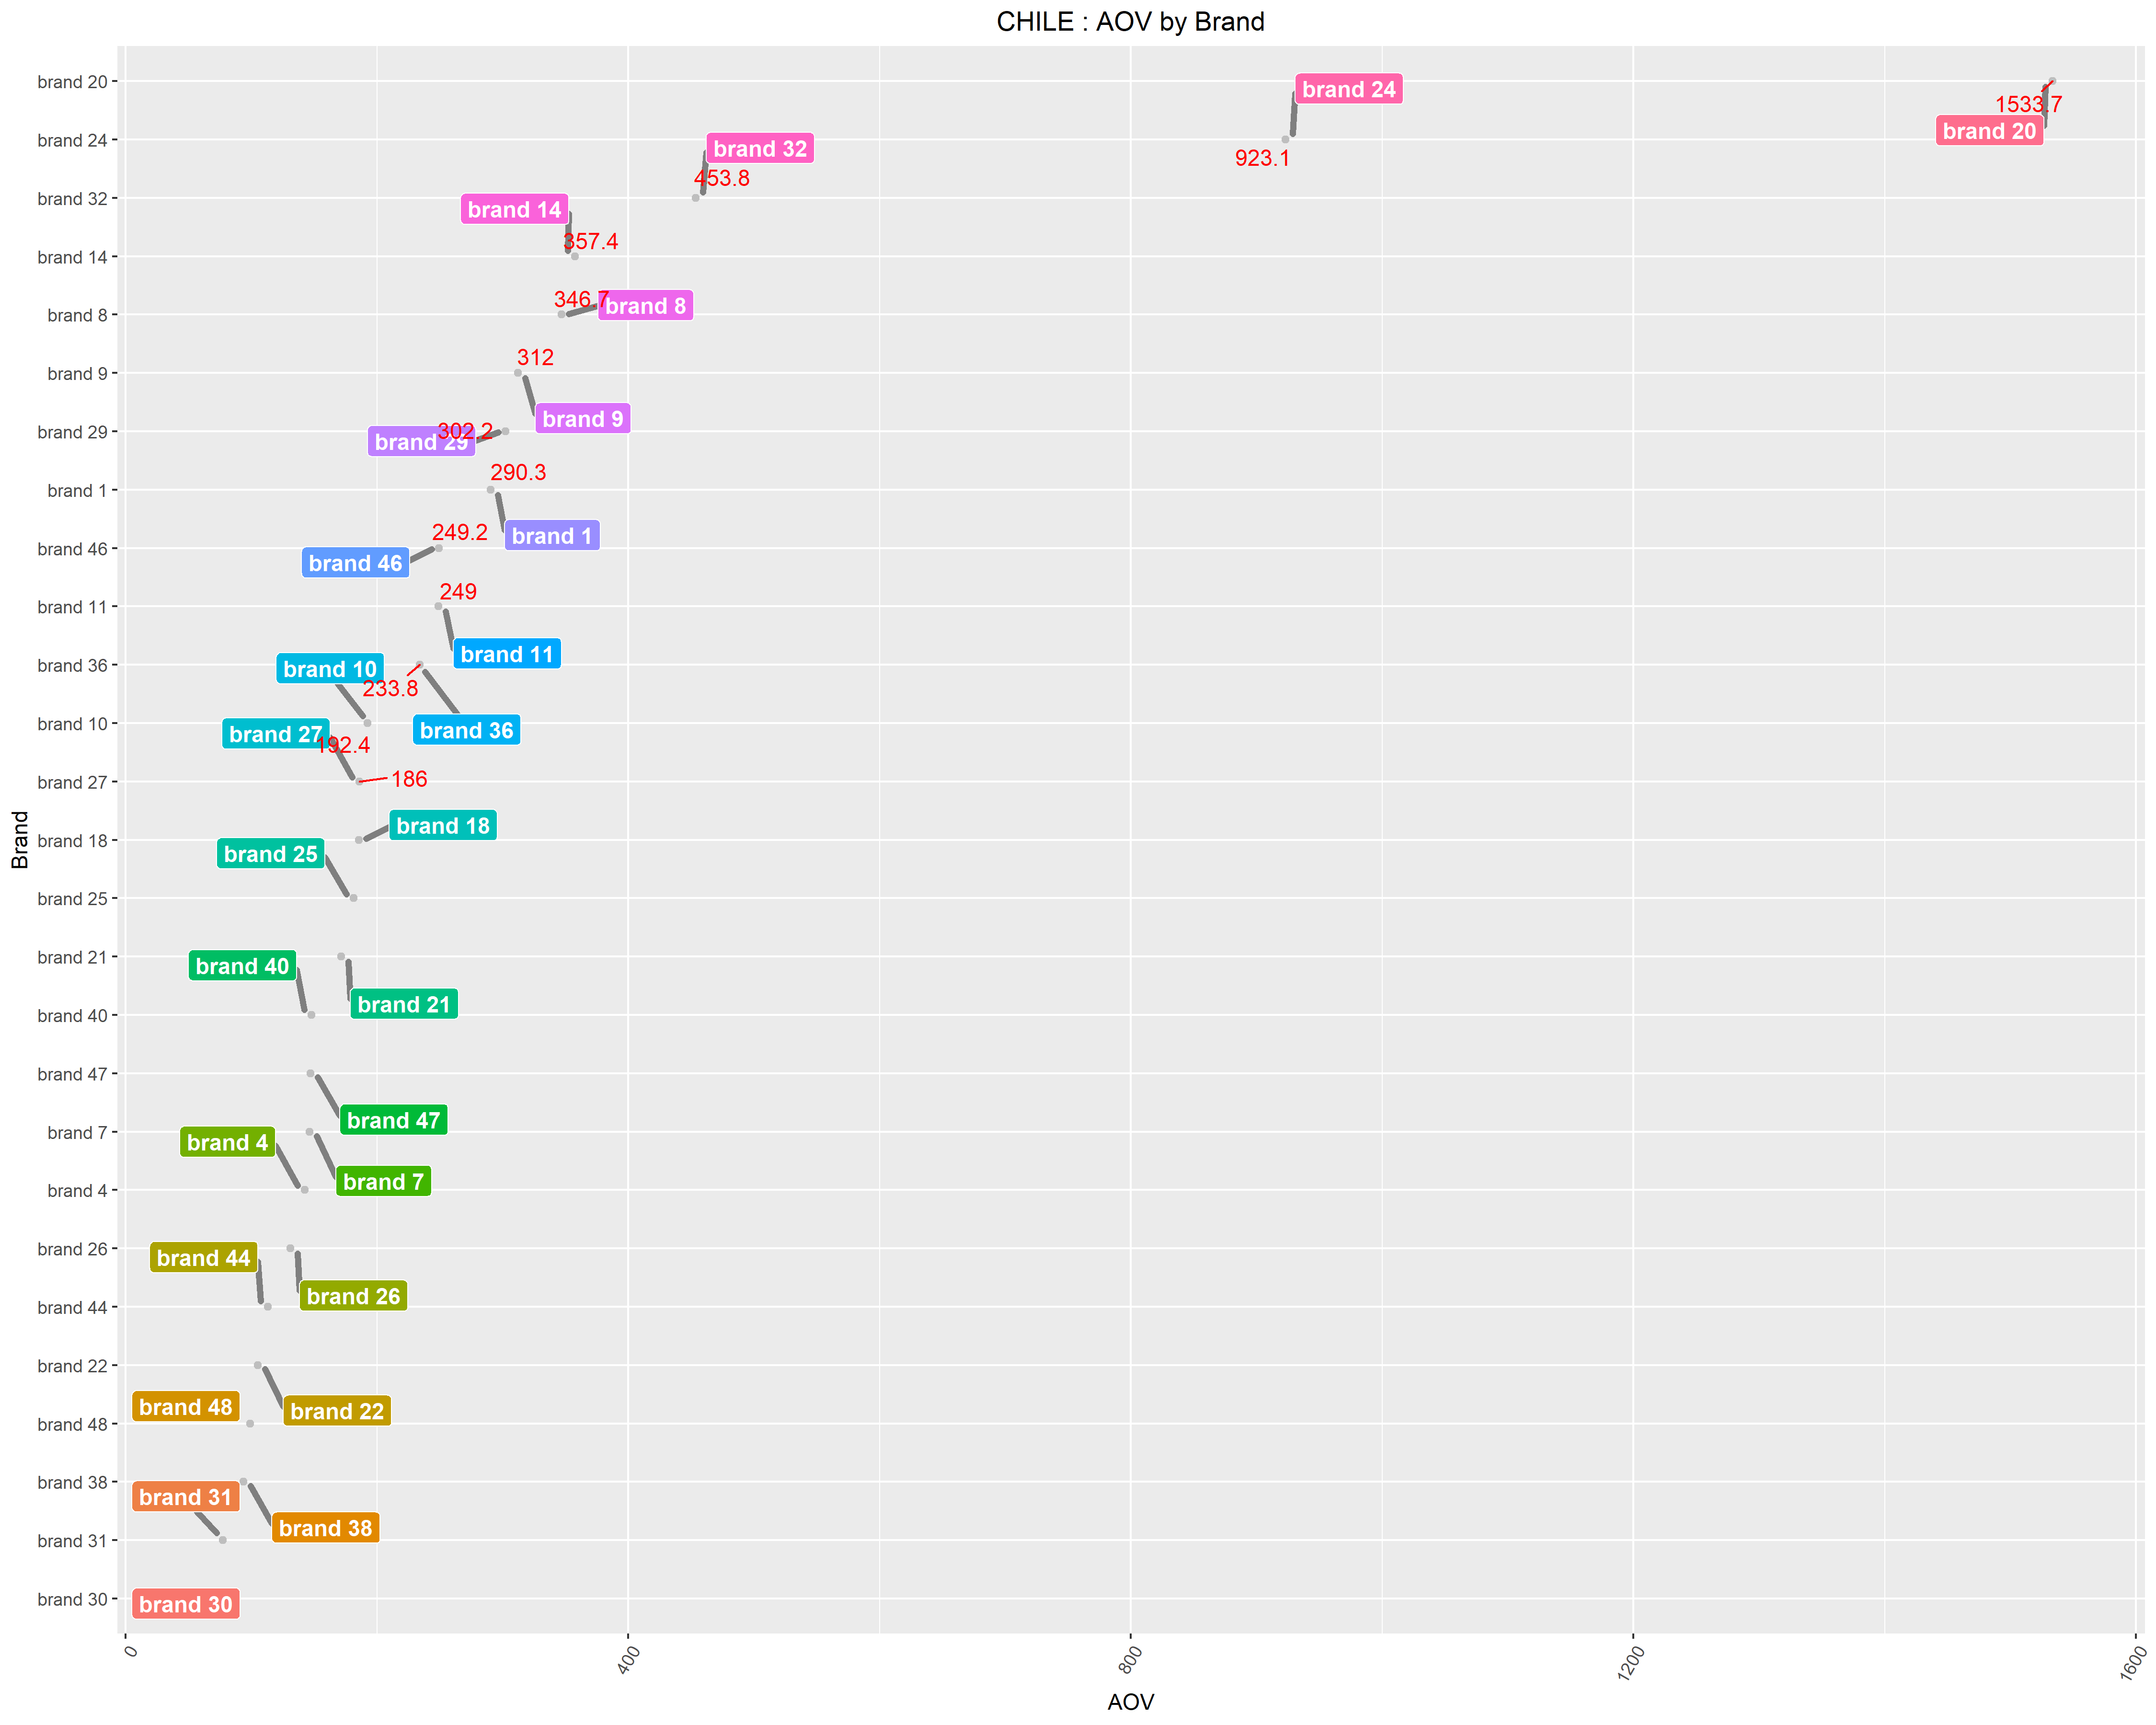 CHILE : AOV by Brand
brand 20
1533.7
brand 24
brand 20
brand 24
923.1
brand 32
453.8
brand 32
brand 14
357.4
brand 14
346.7
brand 8
brand 8
312
brand 9
brand 9
302.2
brand 29
brand 29
290.3
brand 1
brand 1
249.2
brand 46
brand 46
249
brand 11
brand 11
brand 36
brand 10
233.8
brand 36
brand 10
brand 27
192.4
brand 27
186
brand 18
brand 18
brand 25
brand 25
brand 21
brand 40
brand 21
brand 40
brand 47
brand 47
brand 7
brand 4
brand 7
brand 4
brand 26
brand 44
brand 26
brand 44
brand 22
brand 48
brand 22
brand 48
brand 38
brand 31
brand 38
brand 31
brand 30
brand 30
Brand
0
400
800
1200
1600
AOV